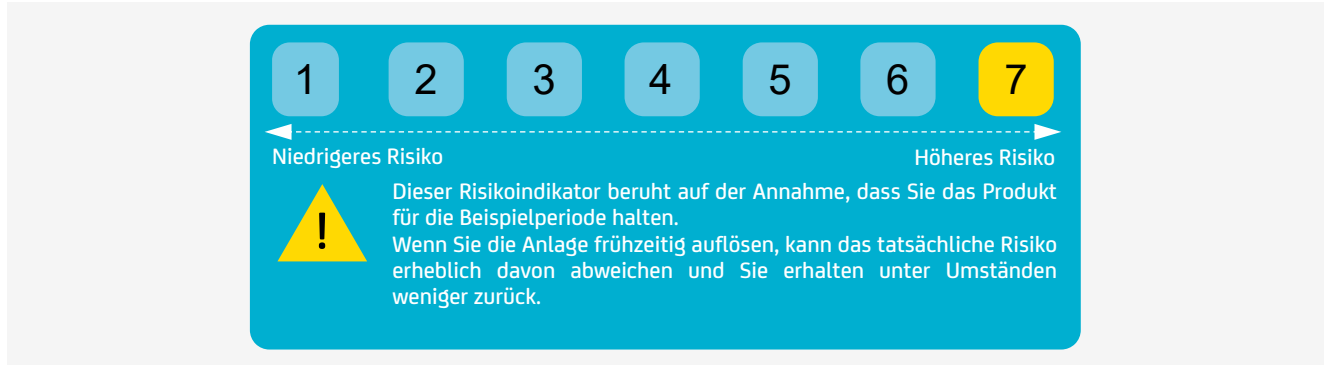 1 2 3 4 5 6 7
Niedrigeres Risiko Höheres Risiko
Dieser Risikoindikator beruht auf der Annahme, dass Sie das Produkt
für die Beispielperiode halten.
!
Wenn Sie die Anlage frühzeitig auflösen, kann das tatsächliche Risiko
erheblich davon abweichen und Sie erhalten unter Umständen
weniger zurück.